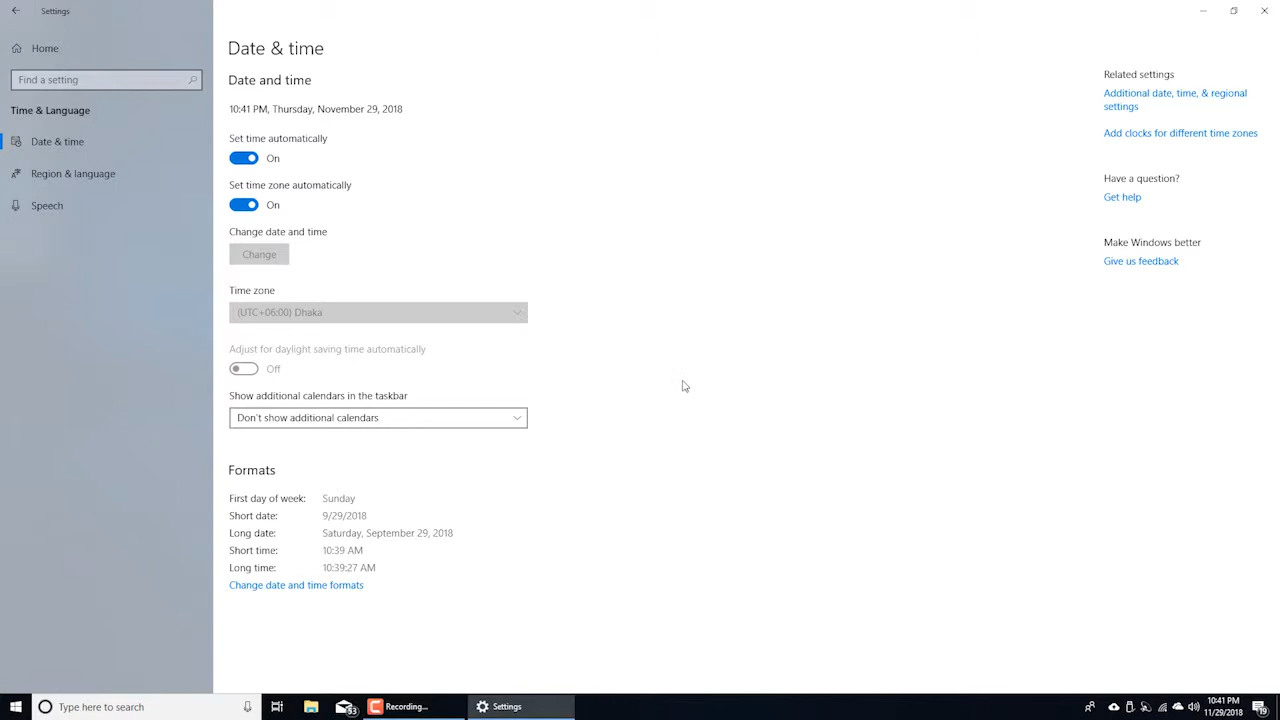 Settings
Home
Find a setting
Time & Language
Date & time
Region & language
Speech
Date & time
Date and time
10:41 PM, Thursday, November 29, 2018
Set time automatically
On
Set time zone automatically
On
Change date and time
Change
Time zone
(UTC+06:00) Dhaka
Adjust for daylight saving time automatically
Off
Show additional calendars in the taskbar
Don't show additional calendars
Formats
First day of week: Sunday
Short date: 9/29/2018
Long date: Saturday, September 29, 2018
Short time: 10:39 AM
Long time: 10:39:27 AM
Change date and time formats
Related settings
Additional date, time, & regional
settings
Add clocks for different time zones
Have a question?
Get help
Make Windows better
Give us feedback
Type here to search
53
Recording...
Settings
10:41 PM
11/29/2018
19